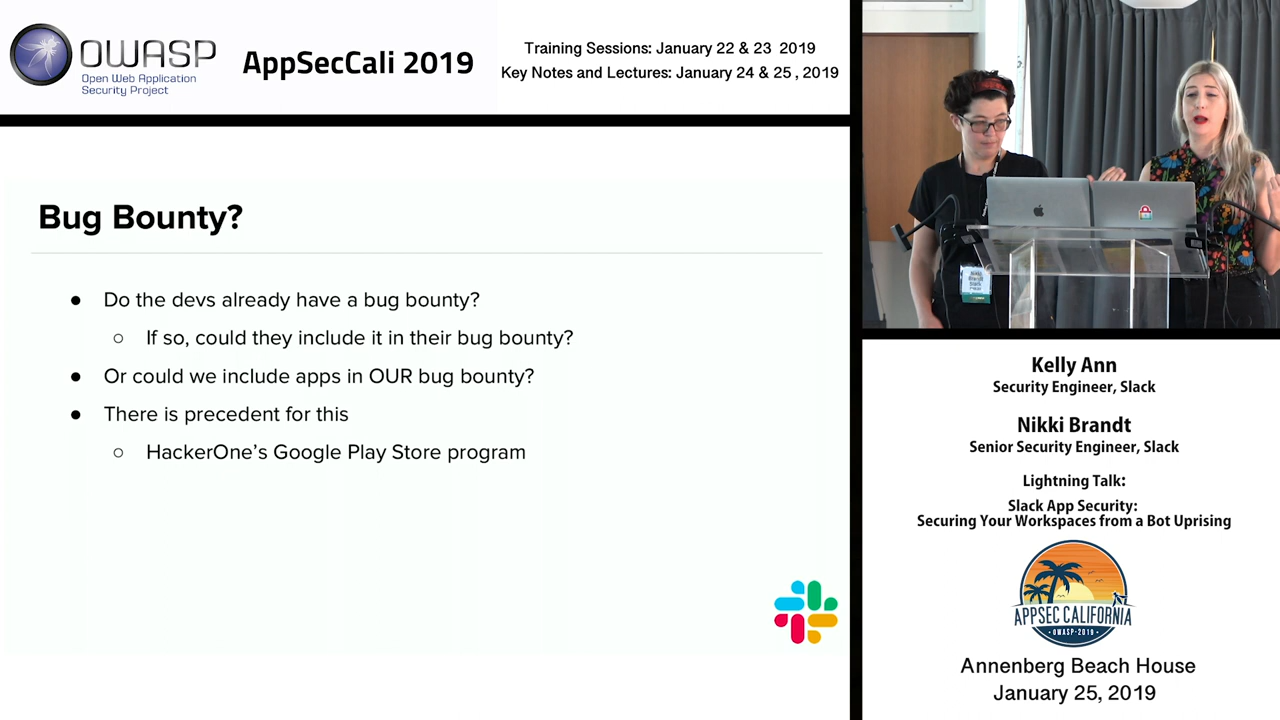 OWASP
Open Web Application
Security Project
AppSecCali 2019
Training Sessions: January 22 & 23 2019
Key Notes and Lectures: January 24 & 25 , 2019
Bug Bounty?
● Do the devs already have a bug bounty?
○ If so, could they include it in their bug bounty?
● Or could we include apps in OUR bug bounty?
● There is precedent for this
○ HackerOne's Google Play Store program
Nikki
Brandt
Kelly Ann
Security Engineer, Slack
Nikki Brandt
Senior Security Engineer, Slack
Lightning Talk:
Slack App Security:
Securing Your Workspaces from a Bot Uprising
APPSEC CALIFORNIA
• OWASP-2019 •
Annenberg Beach House
January 25, 2019